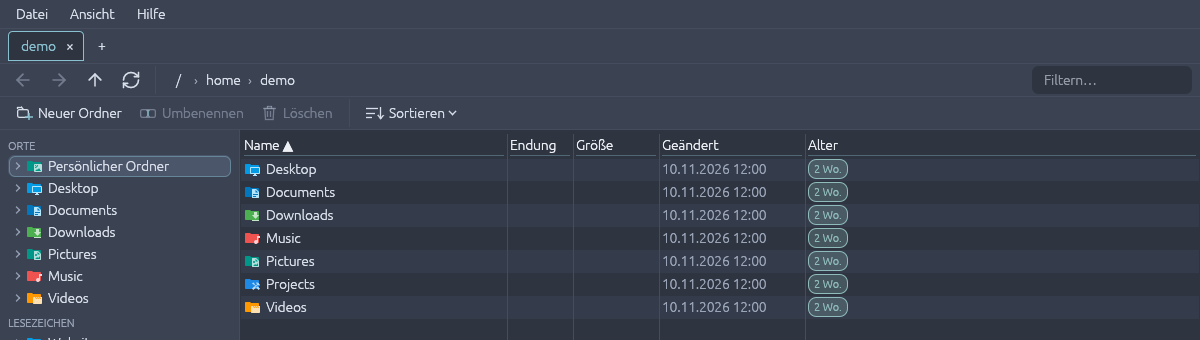 Datei Ansicht Hilfe
demo × +
/ › home › demo Filtern…
Neuer Ordner Umbenennen Löschen Sortieren
ORTE
Persönlicher Ordner
Desktop
Documents
Downloads
Pictures
Music
Videos
LESEZEICHEN
Name ▲ Endung Größe Geändert Alter
Desktop 10.11.2026 12:00 2 Wo.
Documents 10.11.2026 12:00 2 Wo.
Downloads 10.11.2026 12:00 2 Wo.
Music 10.11.2026 12:00 2 Wo.
Pictures 10.11.2026 12:00 2 Wo.
Projects 10.11.2026 12:00 2 Wo.
Videos 10.11.2026 12:00 2 Wo.